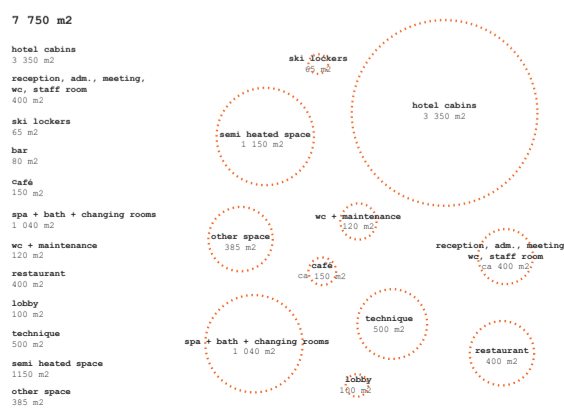 7 750 m2
hotel cabins
3 350 m2
reception, adm., meeting,
wc, staff room
400 m2
ski lockers
65 m2
bar
80 m2
café
150 m2
spa + bath + changing rooms
1 040 m2
wc + maintenance
120 m2
restaurant
400 m2
lobby
100 m2
technique
500 m2
semi heated space
1150 m2
other space
385 m2
ski lockers
65 m2
hotel cabins
3 350 m2
semi heated space
1 150 m2
wc + maintenance
120 m2
other space
385 m2
reception, adm., meeting
wc, staff room
ca 400 m2
café
ca 150 m2
technique
500 m2
spa + bath + changing rooms
1 040 m2
restaurant
400 m2
lobby
100 m2